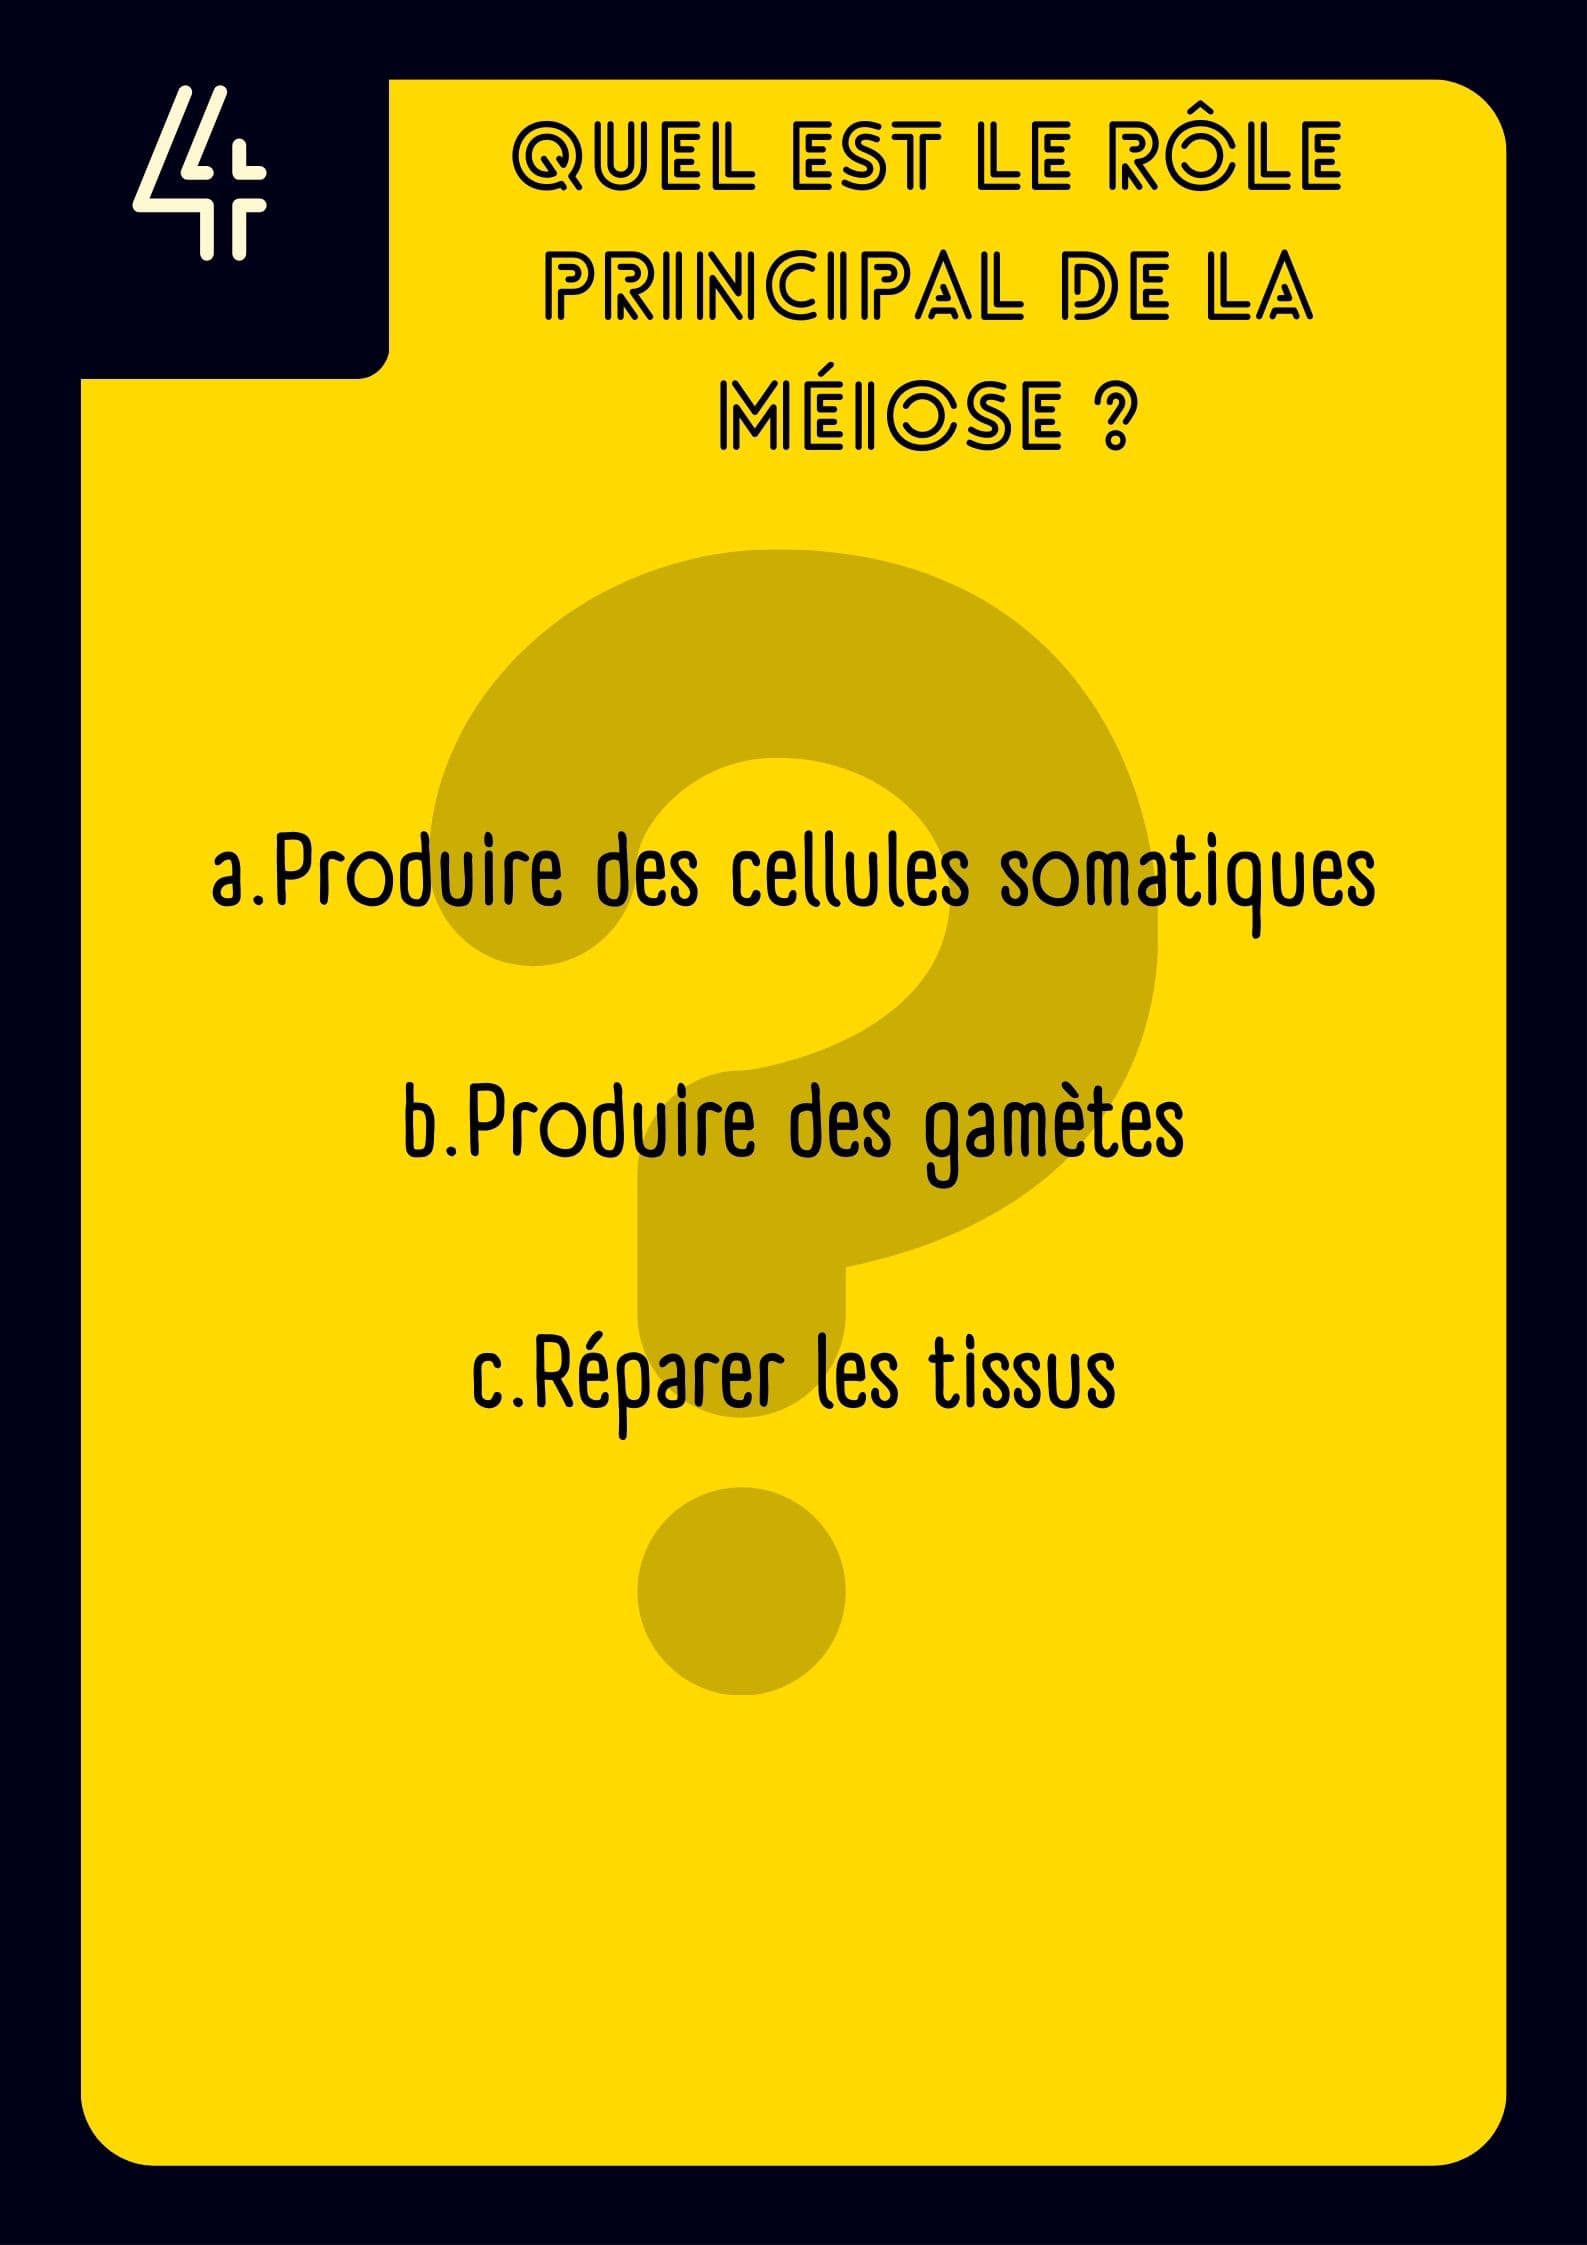 4
QUEL EST LE RÔLE
PRINCIPAL DE LA
MÉIOSE ?
a.Produire des cellules somatiques
b.Produire des gamètes
c.Réparer les tissus